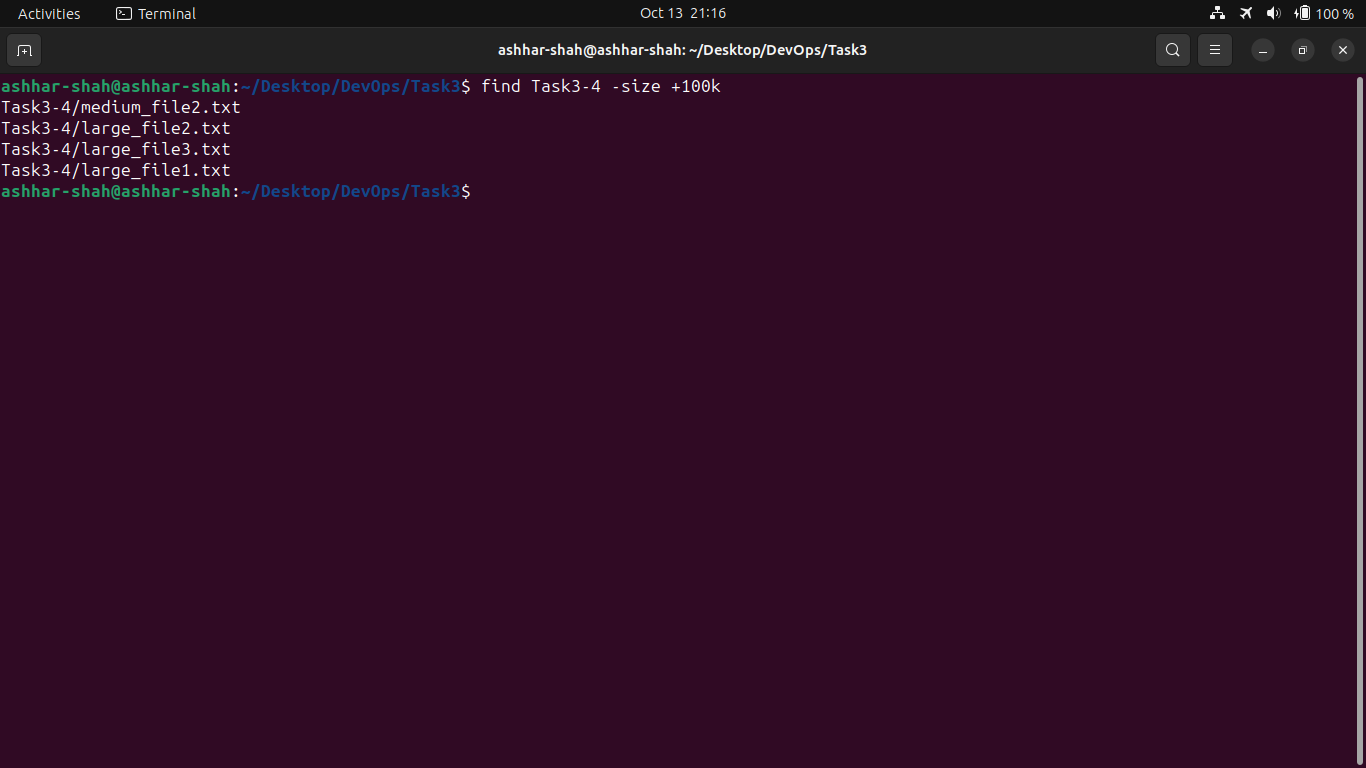 Activities Terminal Oct 13 21:16 100 %
ashhar-shah@ashhar-shah: ~/Desktop/DevOps/Task3
ashhar-shah@ashhar-shah:~/Desktop/DevOps/Task3$ find Task3-4 -size +100k
Task3-4/medium_file2.txt
Task3-4/large_file2.txt
Task3-4/large_file3.txt
Task3-4/large_file1.txt
ashhar-shah@ashhar-shah:~/Desktop/DevOps/Task3$